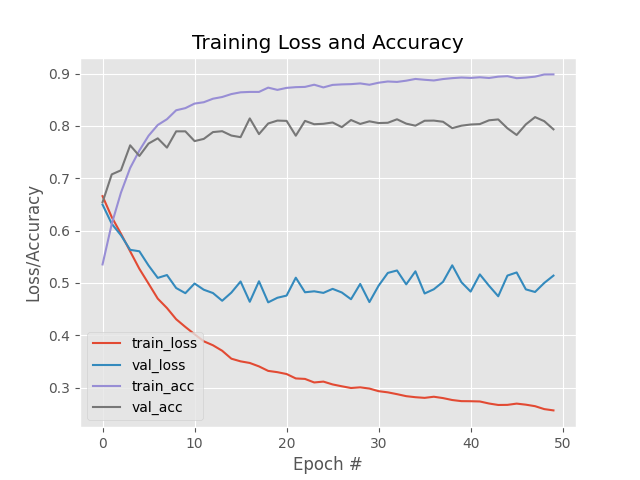 Training Loss and Accuracy
Loss/Accuracy
0.9
0.8
0.7
0.6
0.5
0.4
0.3
train_loss
val_loss
train_acc
val_acc
0 10 20 30 40 50
Epoch #